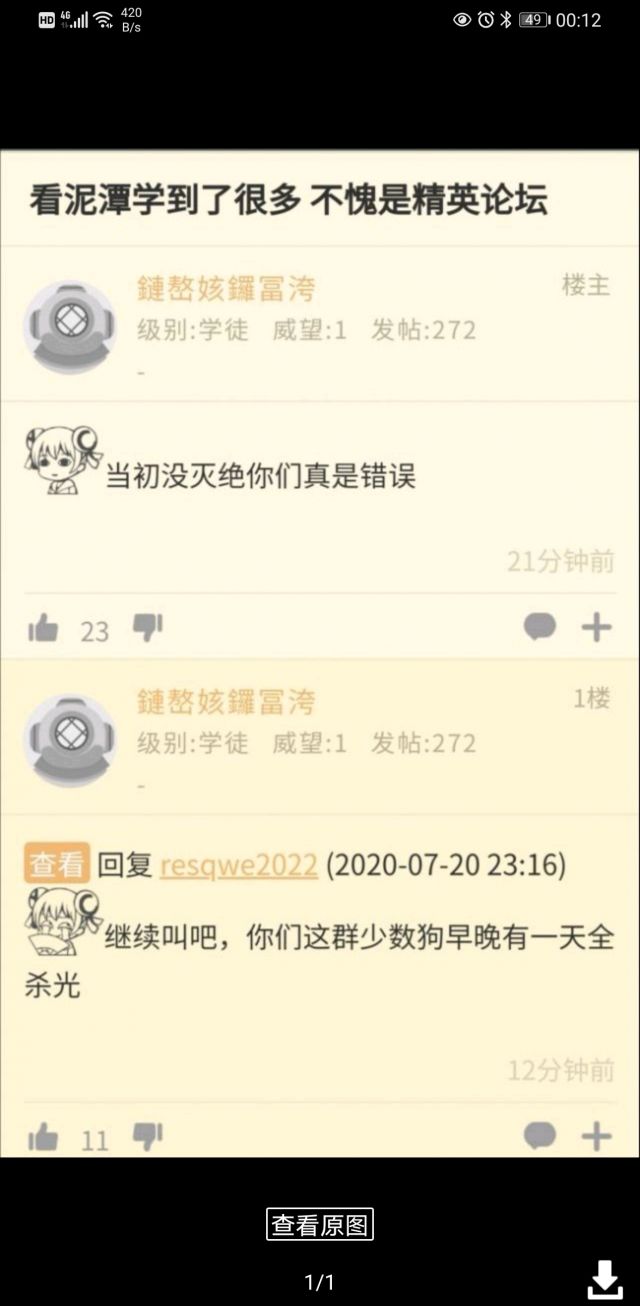 HD 4G 420 B/s 49 00:12
看泥潭学到了很多 不愧是精英论坛
鏈嶅姟鑼冨洿 楼主
级别:学徒 威望:1 发帖:272
-
当初没灭绝你们真是错误
21分钟前
23
鏈嶅姟鑼冨洿 1楼
级别:学徒 威望:1 发帖:272
-
查看 回复 resqwe2022 (2020-07-20 23:16)
继续叫吧，你们这群少数狗早晚有一天全
杀光
12分钟前
11
查看原图
1/1